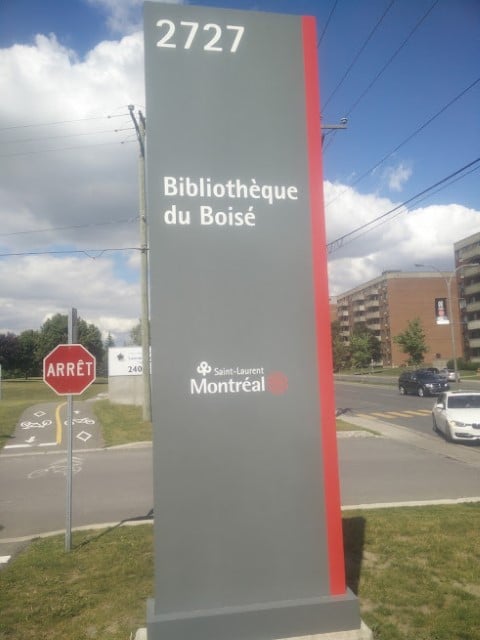 2727
Bibliothèque
du Boisé
Saint-Laurent
Montréal
ARRÊT
240